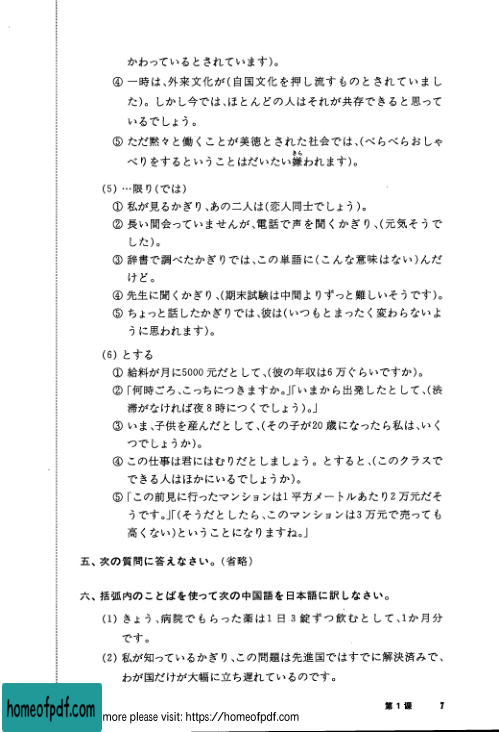 かわっているとされています)。
④ 一時は、外来文化が(自国文化を押し流すものとされていまし
た)。しかし今では、ほとんどの人はそれが共存できると思って
いるでしょう。
⑤ ただ黙々と働くことが美徳とされた社会では、(べらべらおしゃ
きら
べりをするということはだいたい嫌われます)。
(5) …限り(では)
① 私が見るかぎり、あの二人は(恋人同士でしょう)。
② 長い間会っていませんが、電話で声を聞くかぎり、(元気そうで
した)。
③ 辞書で調べたかぎりでは、この単語に(こんな意味はない)んだ
けど。
④ 先生に聞くかぎり、(期末試験は中間よりずっと難しいそうです)。
⑤ ちょっと話したかぎりでは、彼は(いつもとまったく変わらないよ
うに思われます)。
(6) とする
① 給料が月に5000 元だとして、(彼の年収は6 万ぐらいですか)。
② 「何時ごろ、こっちにつきますか。」「いまから出発したとして、(渋
滞がなければ夜 8 時につくでしょう)。」
③ いま、子供を産んだとして、(その子が20 歳になったら私は、いく
つでしょうか)。
④ この仕事は君にはむりだとしましょう。とすると、(このクラスで
できる人はほかにいるでしょうか)。
⑤ 「この前見に行ったマンションは1 平方メートルあたり2 万元だそ
うです。」「(そうだとしたら、このマンションは3 万元で売っても
高くない)ということになりますね。」
五、次の質問に答えなさい。(省略)
六、括弧内のことばを使って次の中国語を日本語に訳しなさい。
(1) きょう、病院でもらった薬は1 日 3 錠ずつ飲むとして、1か月分
です。
(2) 私が知っているかぎり、この問題は先進国ではすでに解決済みで、
わが国だけが大幅に立ち遅れているのです。
第 1 课 7
homeofpdf.com
more please visit: https://homeofpdf.com